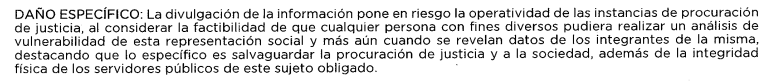 DAÑO ESPECÍFICO: La divulgación de la información pone en riesgo la operatividad de las instancias de procuración
de justicia, al considerar la factibilidad de que cualquier persona con fines diversos pudiera realizar un análisis de
vulnerabilidad de esta representación social y más aún cuando se revelan datos de los integrantes de la misma,
destacando que lo específico es salvaguardar la procuración de justicia y a la sociedad, además de la integridad
física de los servidores públicos de este sujeto obligado.